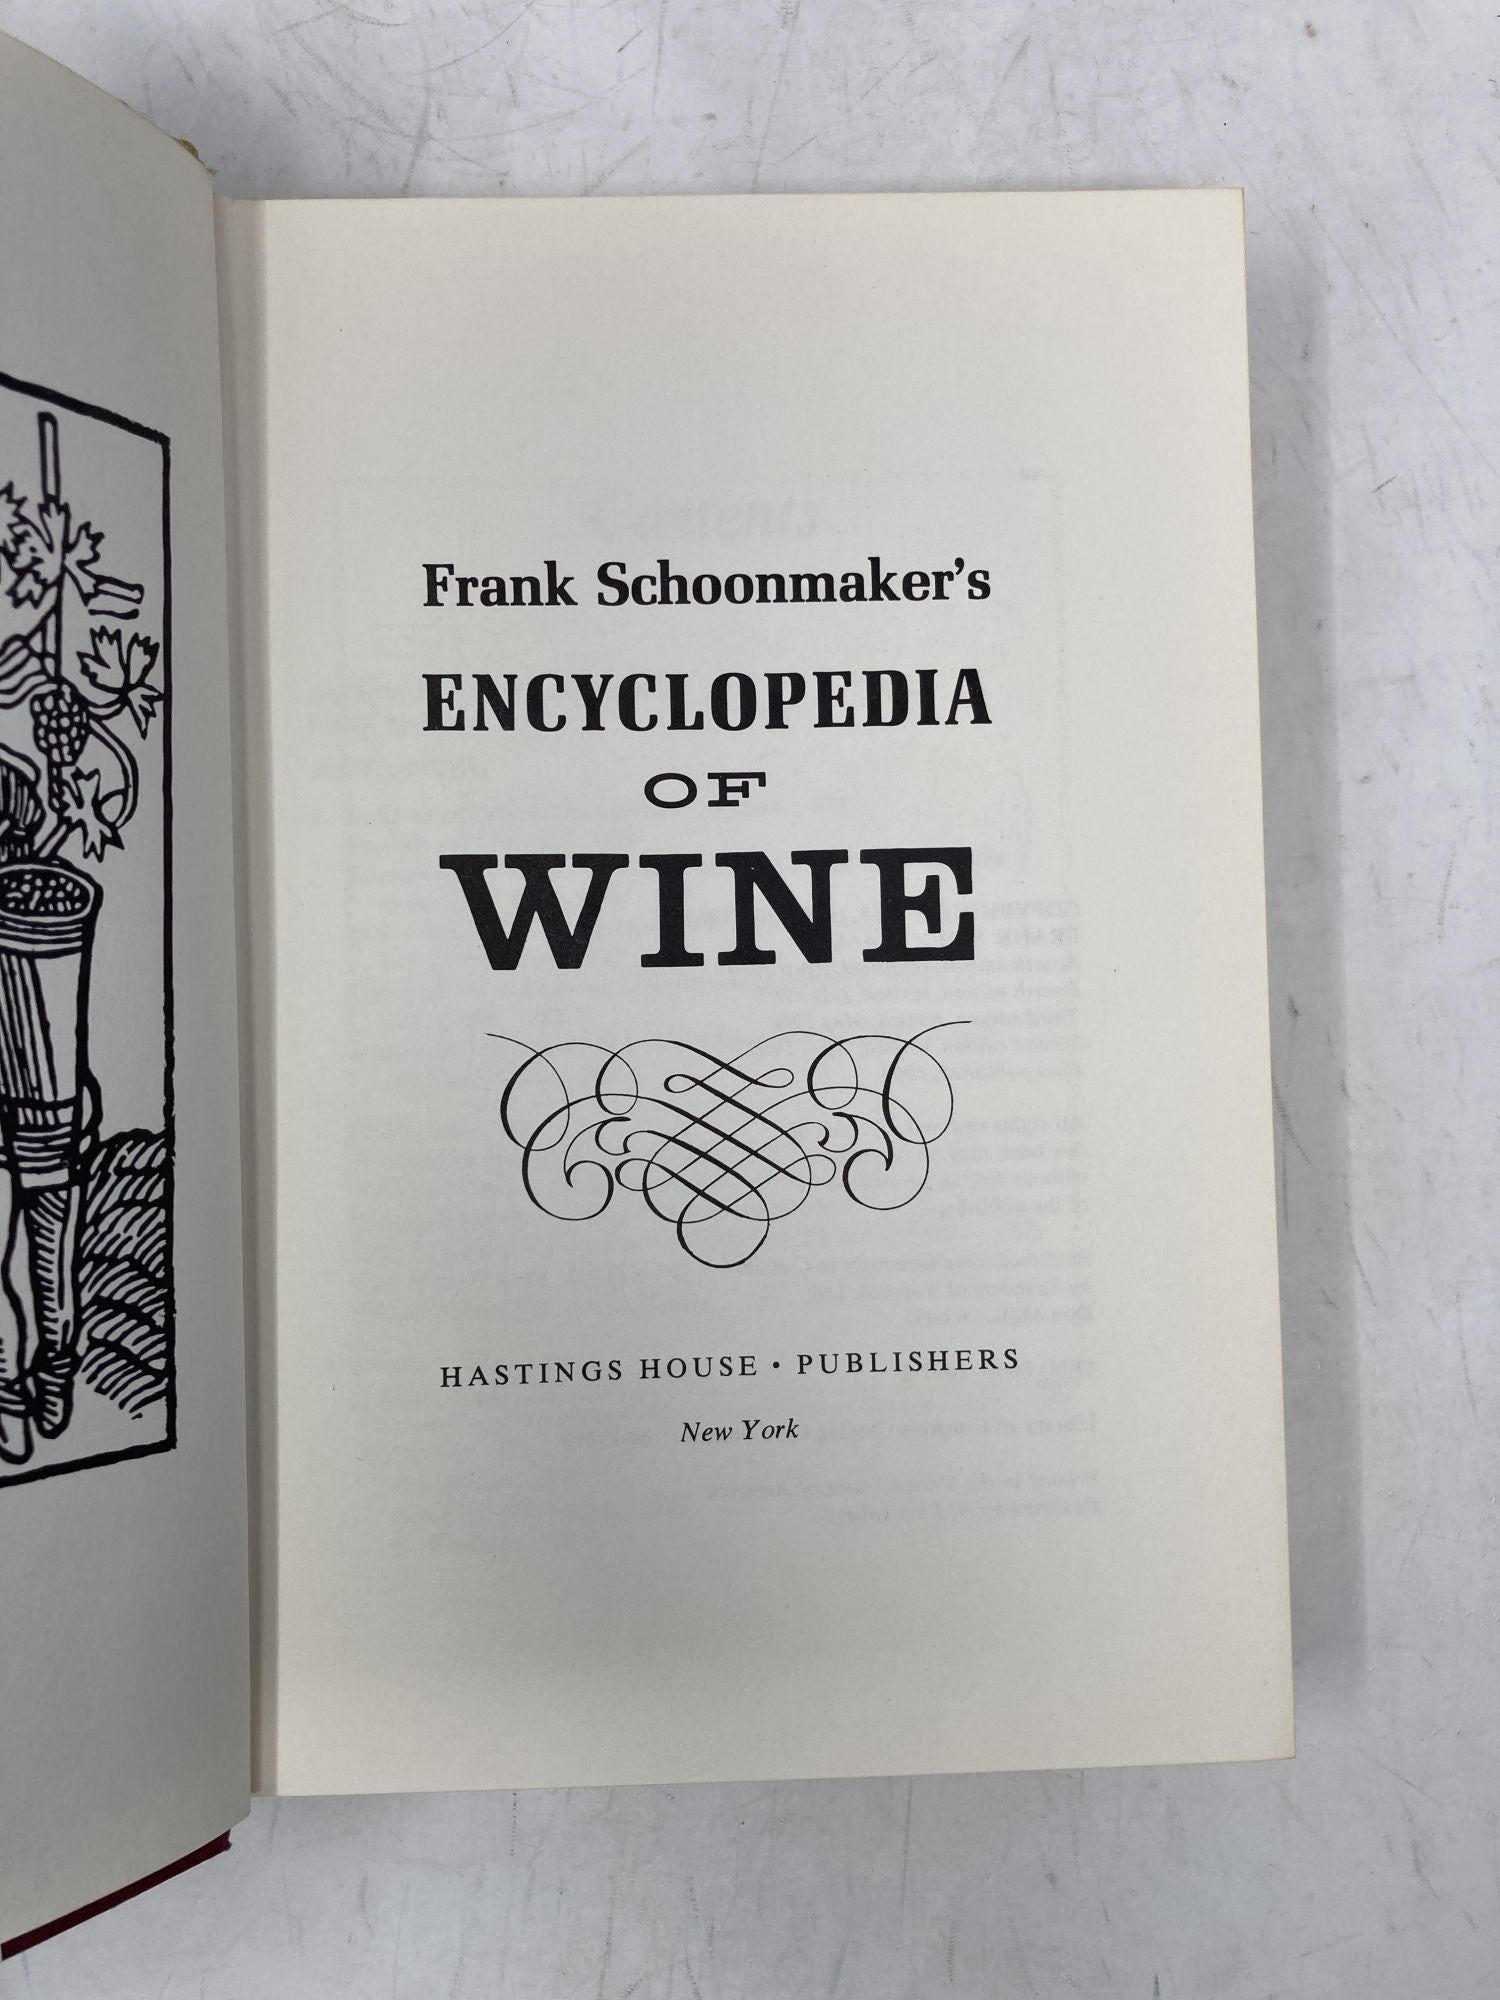 Frank Schoonmaker's
ENCYCLOPEDIA
OF
WINE
HASTINGS HOUSE • PUBLISHERS
New York